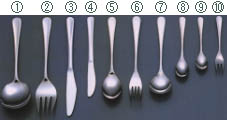 ① ② ③ ④ ⑤ ⑥ ⑦ ⑧ ⑨ ⑩